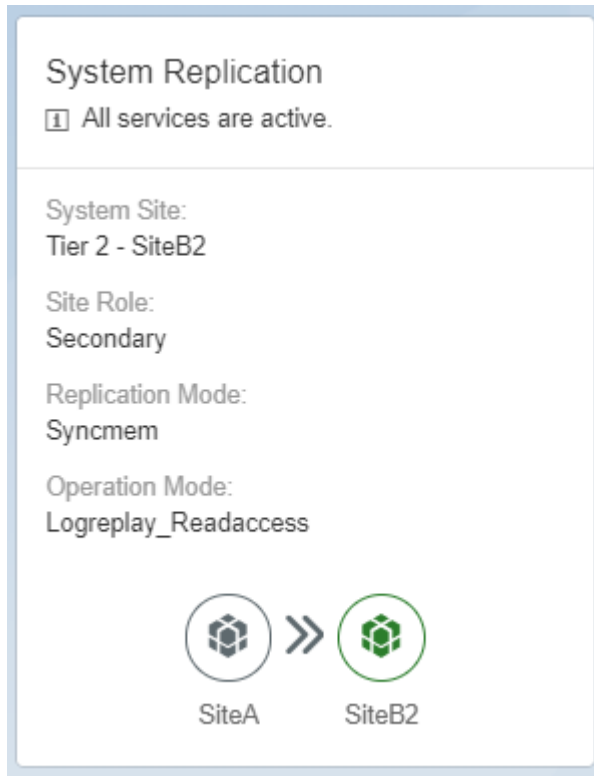 System Replication
i All services are active.
System Site:
Tier 2 - SiteB2
Site Role:
Secondary
Replication Mode:
Syncmem
Operation Mode:
Logreplay_Readaccess
SiteA SiteB2